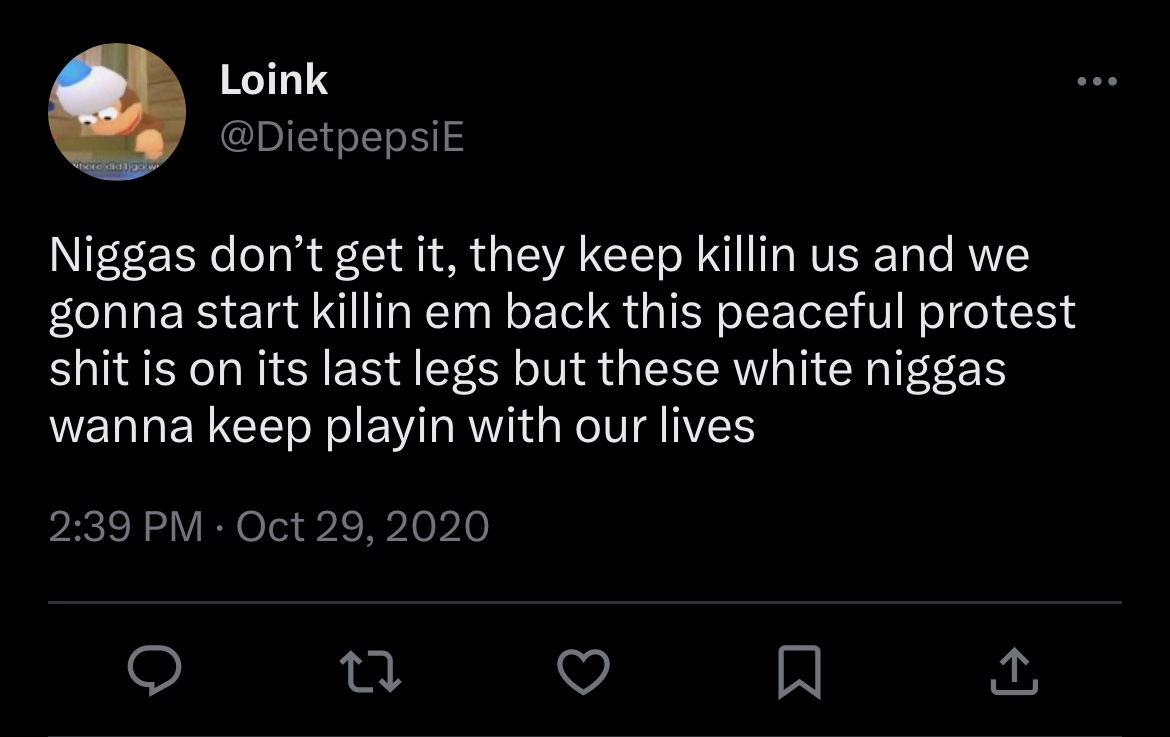 Loink
@DietpepsiE
Niggas don’t get it, they keep killin us and we
gonna start killin em back this peaceful protest
shit is on its last legs but these white niggas
wanna keep playin with our lives
2:39 PM · Oct 29, 2020